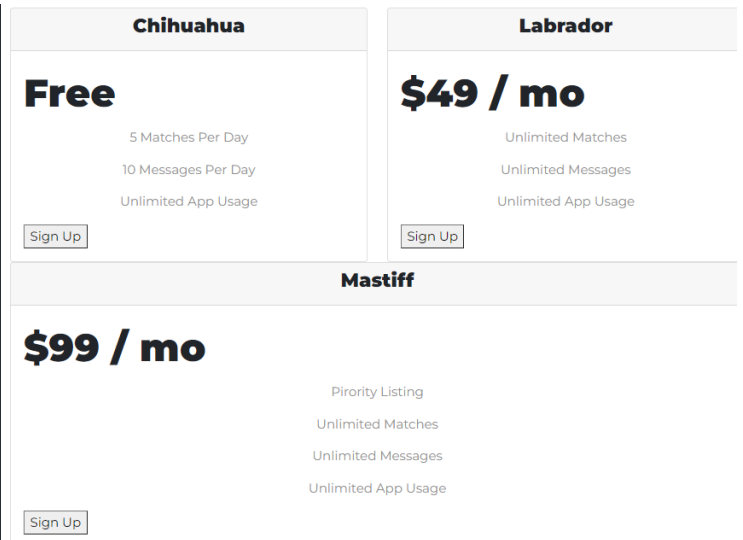 Chihuahua
Free
5 Matches Per Day
10 Messages Per Day
Unlimited App Usage
Sign Up
Labrador
$49 / mo
Unlimited Matches
Unlimited Messages
Unlimited App Usage
Sign Up
Mastiff
$99 / mo
Pirority Listing
Unlimited Matches
Unlimited Messages
Unlimited App Usage
Sign Up